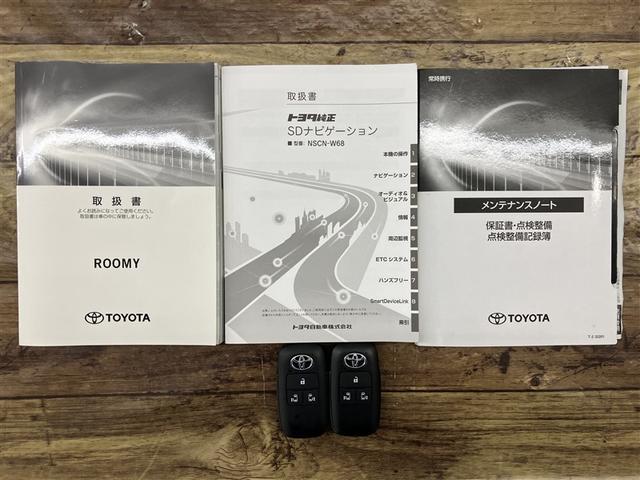 取扱書
よくお読みになってご使用ください。
取扱書は車の中に保管しましょう。
ROOMY
TOYOTA
取扱書
トヨタ純正
SDナビゲーション
■ 型番: NSCN-W68
本機の操作 1
ナビゲーション 2
オーディオ&
ビジュアル 3
情報 4
周辺監視 5
ETCシステム 6
ハンズフリー 7
SmartDeviceLink 8
索引
トヨタ自動車株式会社
常時携行
メンテナンスノート
保証書・点検整備
点検整備記録簿
TOYOTA